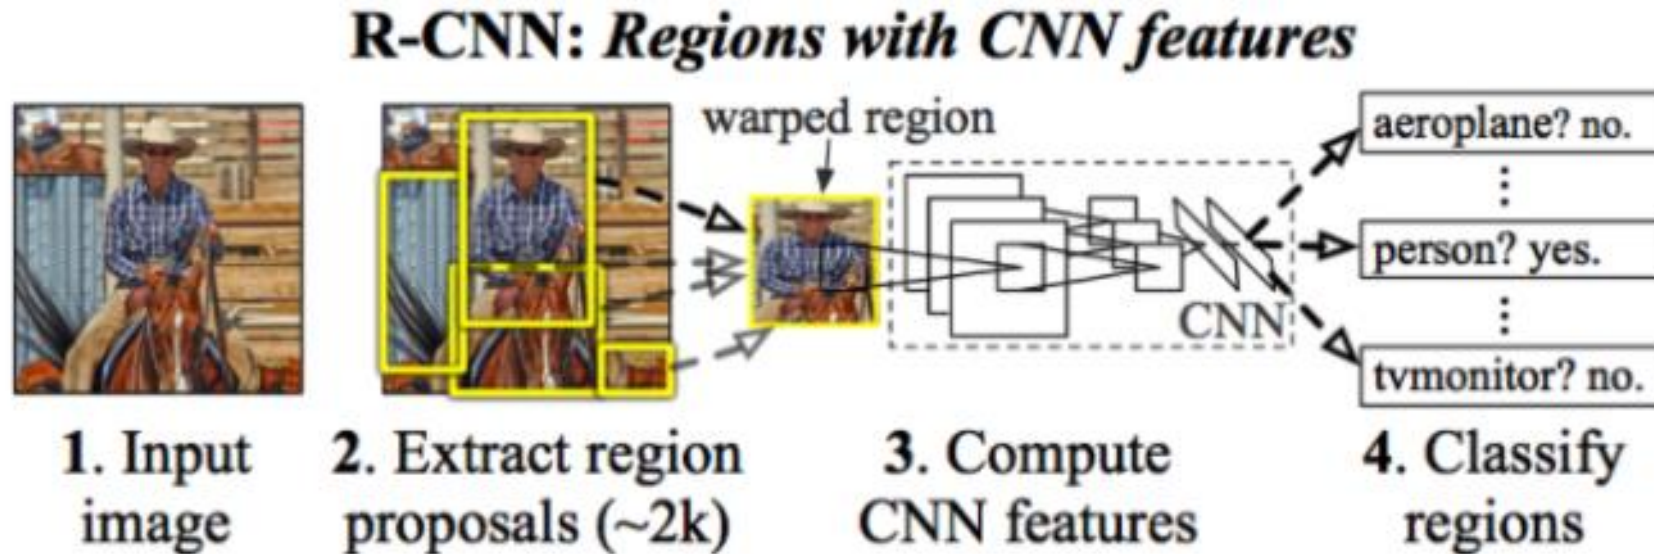 R-CNN: Regions with CNN features
warped region
aeroplane? no.
person? yes.
CNN
tvmonitor? no.
1. Input
image
2. Extract region
proposals (~2k)
3. Compute
CNN features
4. Classify
regions